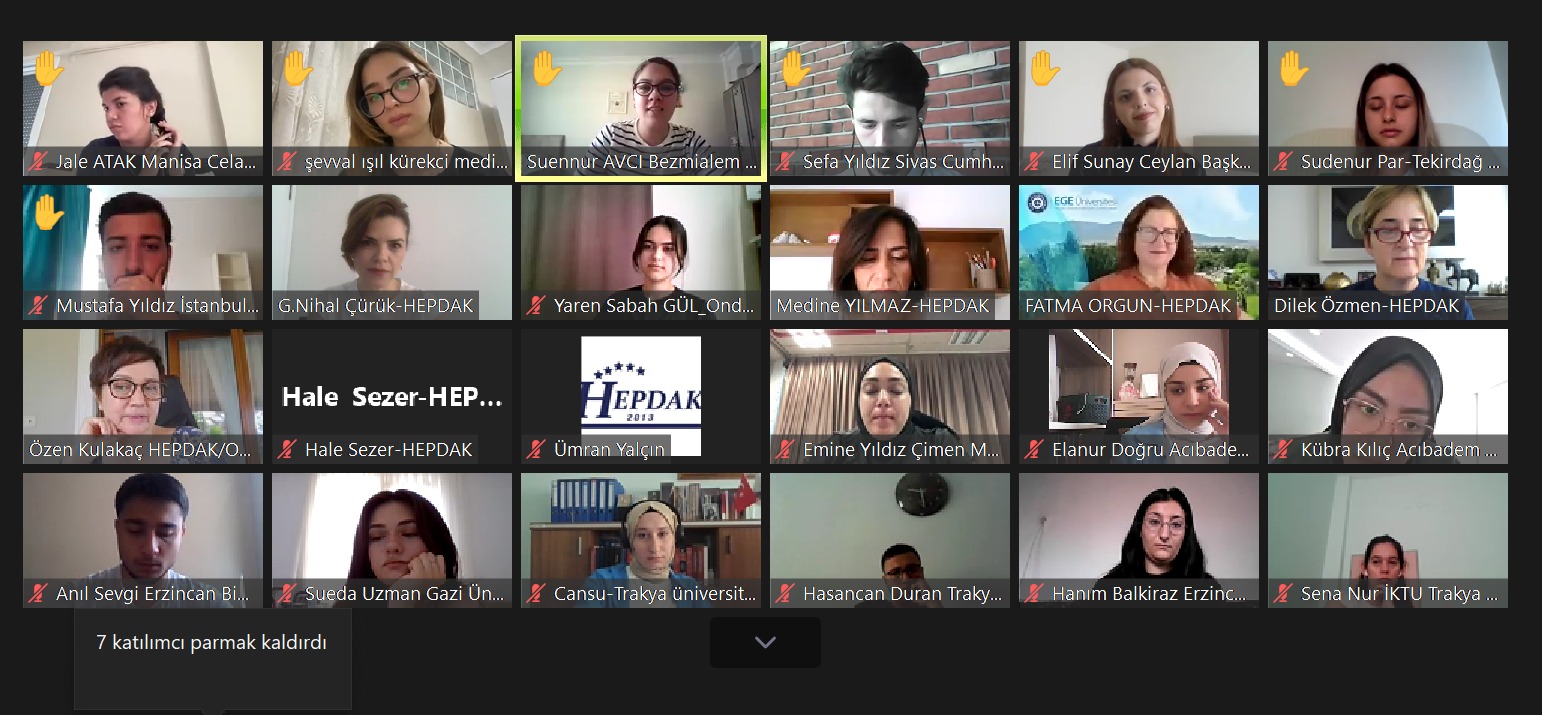 Jale ATAK Manisa Cela...
şevval ışıl kürekci medi...
Suennur AVCI Bezmialem ...
Sefa Yıldız Sivas Cumh...
Elif Sunay Ceylan Başk...
Sudenur Par-Tekirdağ ...
Mustafa Yıldız İstanbul...
G.Nihal Çürük-HEPDAK
Yaren Sabah GÜL_Ond...
Medine YILMAZ-HEPDAK
EGE Üniversitesi
FATMA ORGUN-HEPDAK
Dilek Özmen-HEPDAK
Özen Kulakaç HEPDAK/O...
Hale Sezer-HEP...
Hale Sezer-HEPDAK
HEPDAK
2013
Ümran Yalçın
Emine Yıldız Çimen M...
Elanur Doğru Acıbade...
Kübra Kılıç Acıbadem ...
Anıl Sevgi Erzincan Bi...
Sueda Uzman Gazi Ün...
Cansu-Trakya üniversit...
Hasancan Duran Traky...
Hanım Balkiraz Erzinc...
Sena Nur İKTU Trakya ...
7 katılımcı parmak kaldırdı